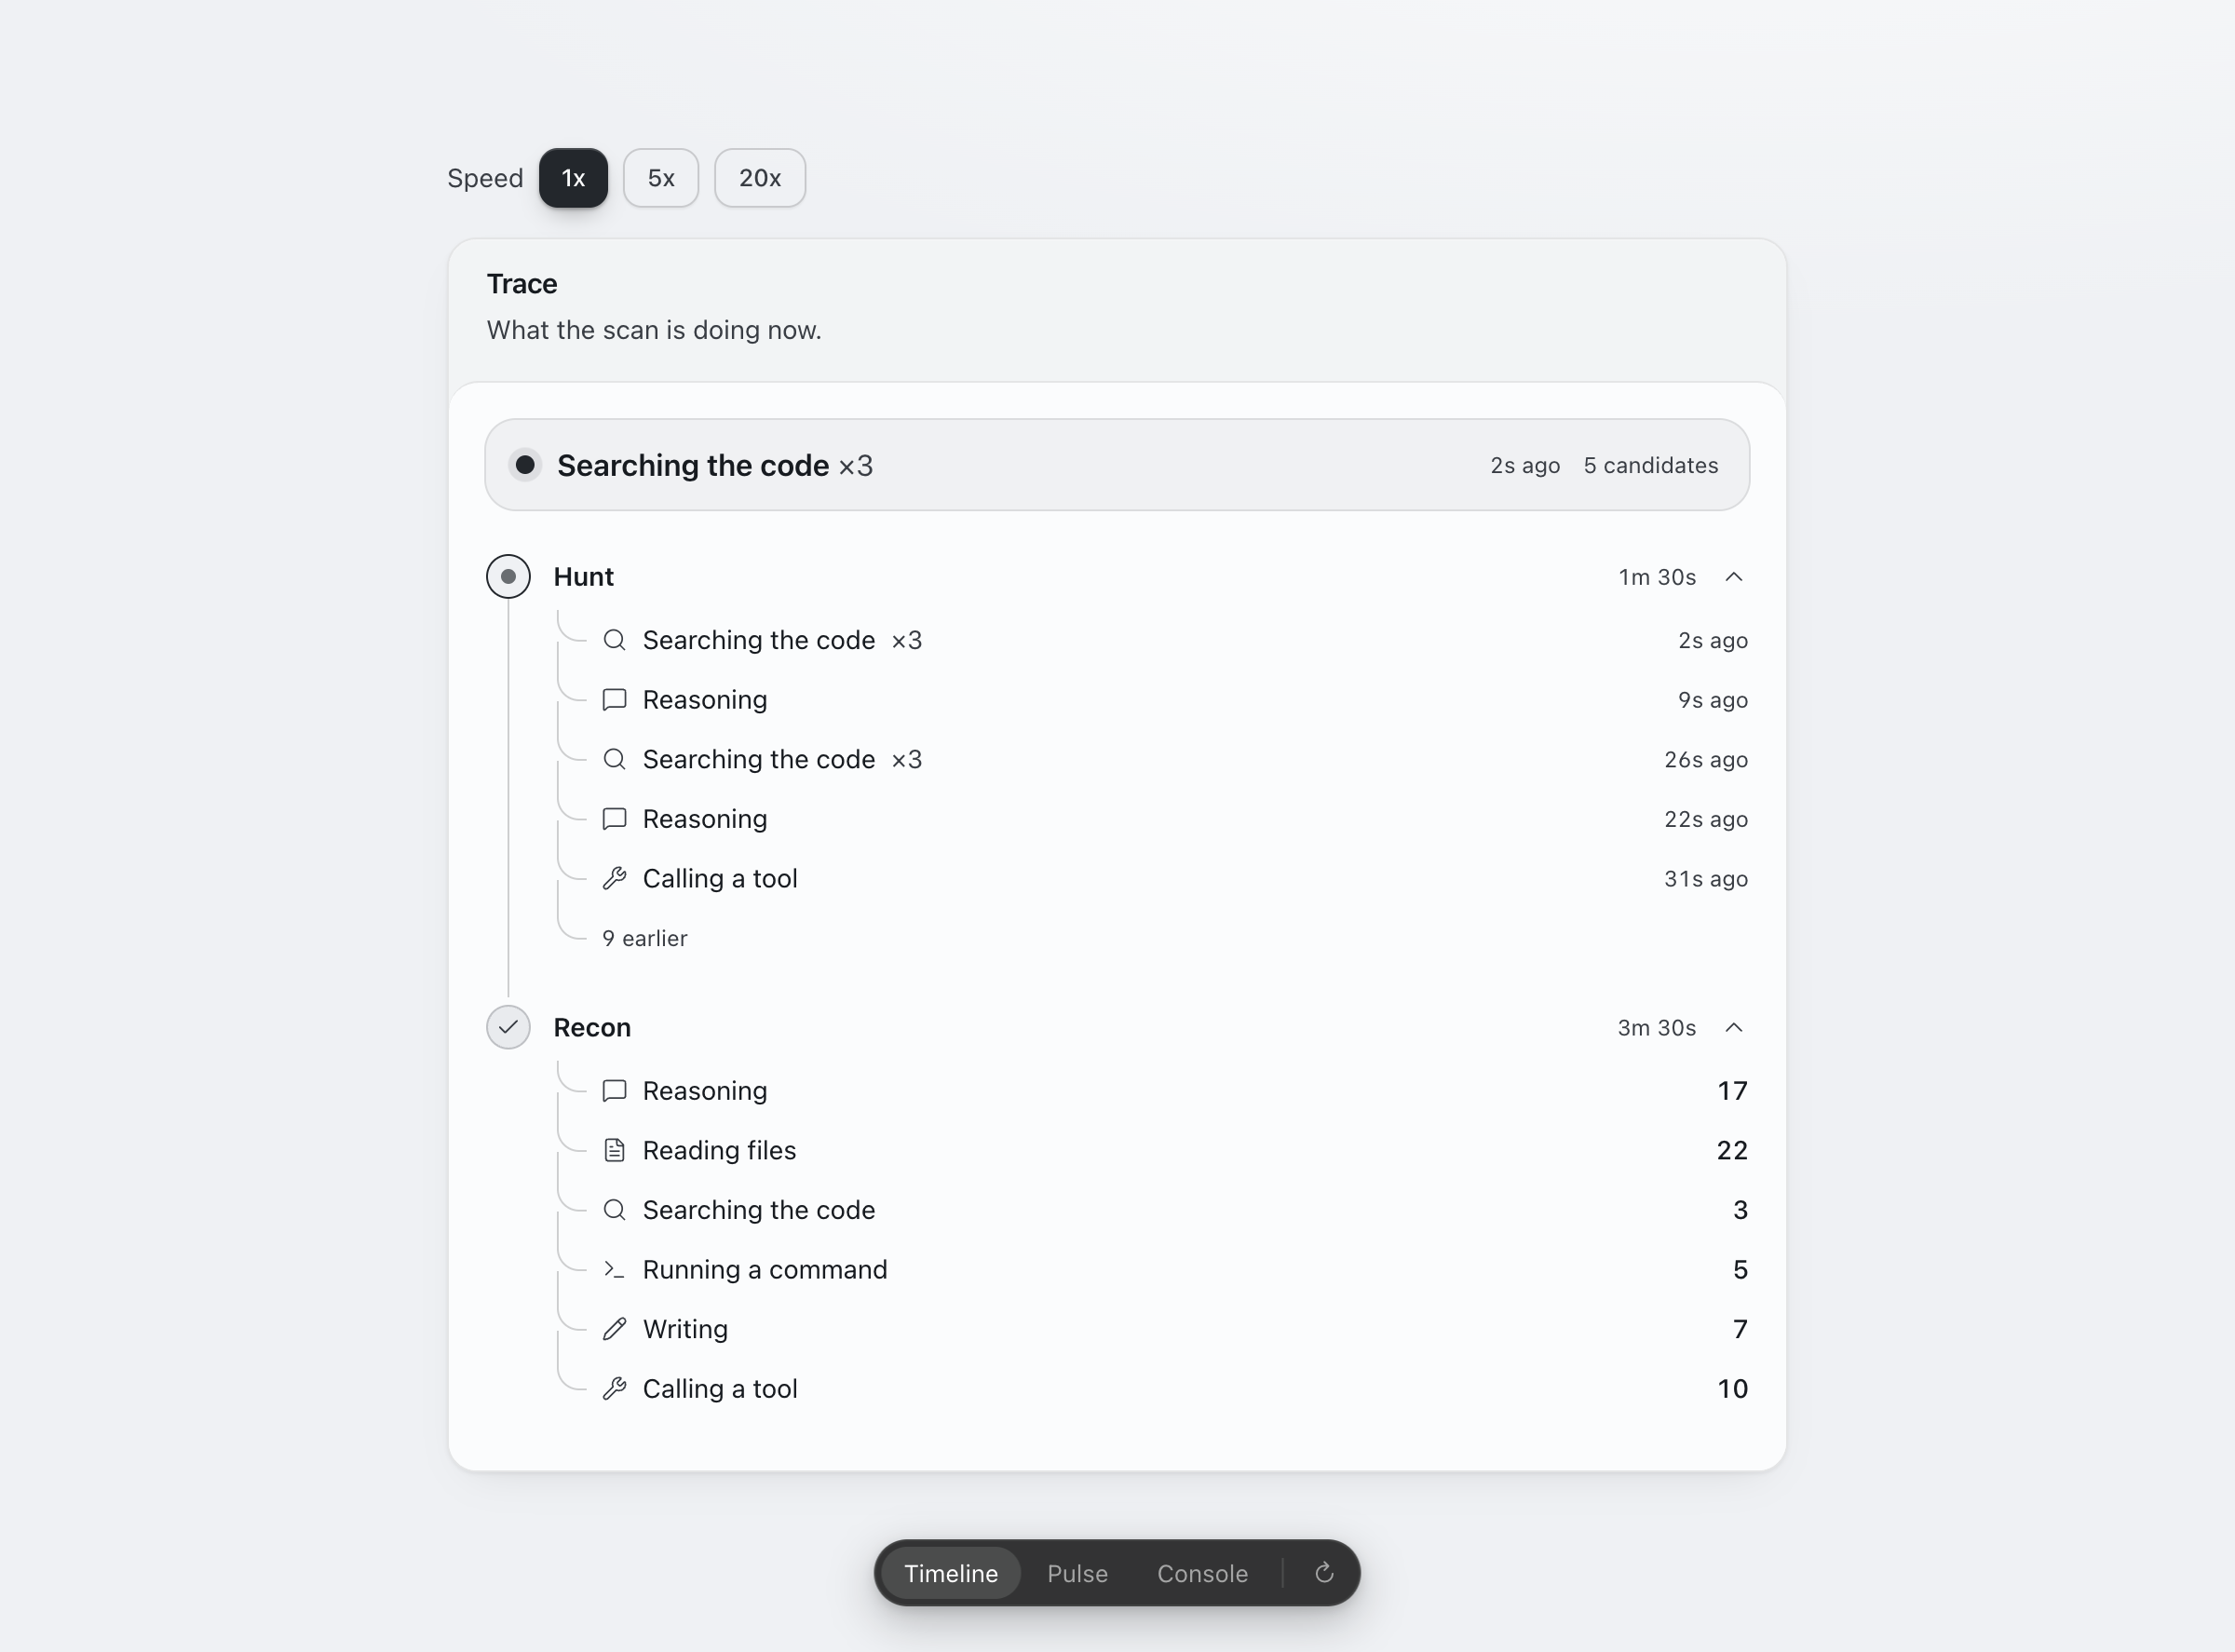 Speed 1x 5x 20x
Trace
What the scan is doing now.
Searching the code ×3 2s ago 5 candidates
Hunt 1m 30s
Searching the code ×3 2s ago
Reasoning 9s ago
Searching the code ×3 26s ago
Reasoning 22s ago
Calling a tool 31s ago
9 earlier
Recon 3m 30s
Reasoning 17
Reading files 22
Searching the code 3
Running a command 5
Writing 7
Calling a tool 10
Timeline Pulse Console